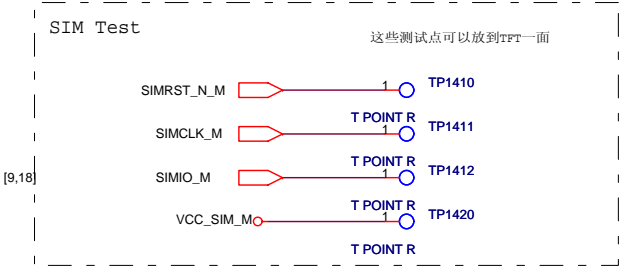 SIM Test
这些测试点可以放到TFT一面
SIMRST_N_M 1 TP1410
T POINT R
SIMCLK_M 1 TP1411
T POINT R
[9,18] SIMIO_M 1 TP1412
T POINT R
VCC_SIM_M 1 TP1420
T POINT R